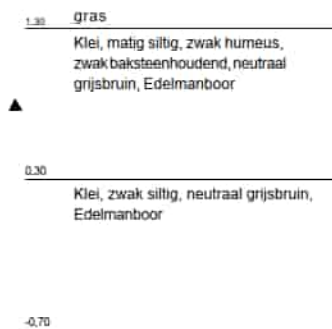 1.30 gras
Klei, matig siltig, zwak humeus,
zwak baksteenhoudend, neutraal
grijsbruin, Edelmanboor
0.30
Klei, zwak siltig, neutraal grijsbruin,
Edelmanboor
-0,70